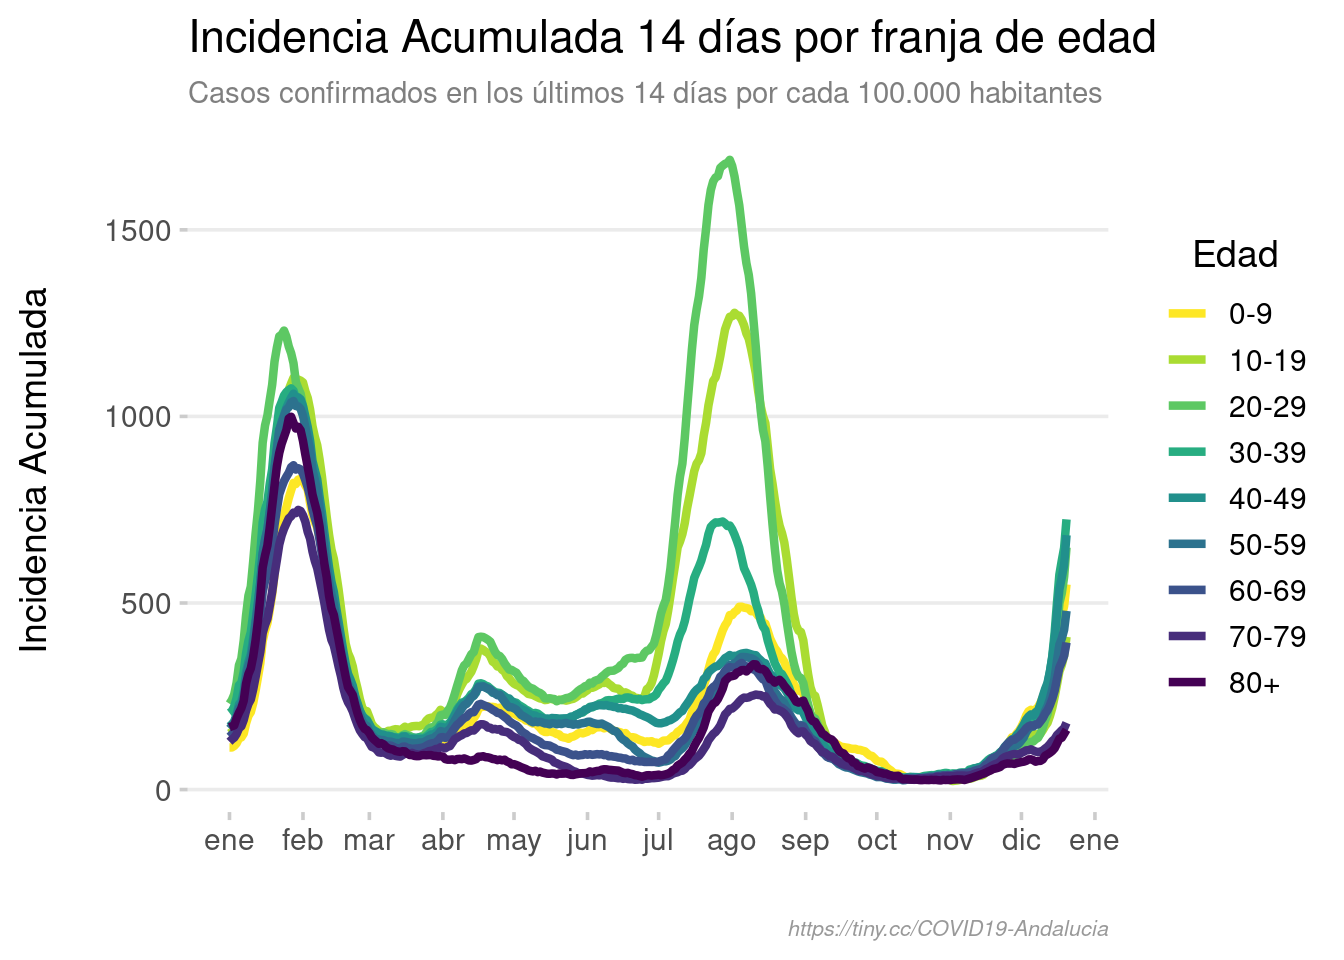 Incidencia Acumulada 14 días por franja de edad
Casos confirmados en los últimos 14 días por cada 100.000 habitantes
Incidencia Acumulada
1500
1000
500
0
ene feb mar abr may jun jul ago sep oct nov dic ene
Edad
0-9
10-19
20-29
30-39
40-49
50-59
60-69
70-79
80+
https://tiny.cc/COVID19-Andalucia